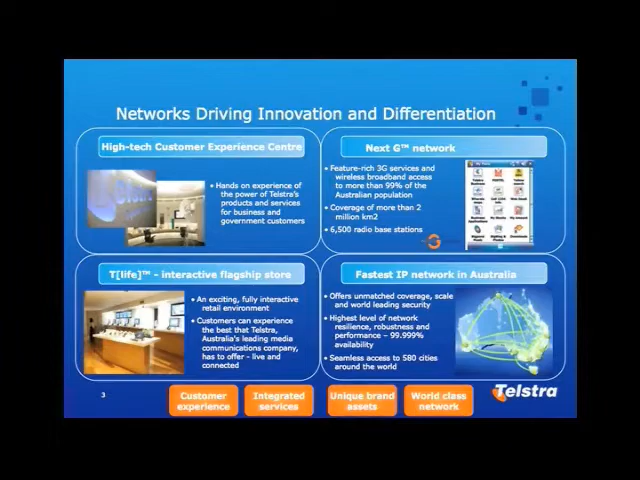 Networks Driving Innovation and Differentiation
High-tech Customer Experience Centre
• Hands on experience of
the power of Telstra's
products and services
for business and
government customers
Next G™ network
• Feature-rich 3G services and
wireless broadband access
to more than 99% of the
Australian population
• Coverage of more than 2
million km2
• 6,500 radio base stations
T[life]™ - interactive flagship store
• An exciting, fully interactive
retail environment
• Customers can experience
the best that Telstra,
Australia's leading media
communications company,
has to offer - live and
connected
Fastest IP network in Australia
• Offers unmatched coverage, scale
and world leading security
• Highest level of network
resilience, robustness and
performance – 99.999%
availability
• Seamless access to 580 cities
around the world
3
Customer
experience
Integrated
services
Unique brand
assets
World class
network
Telstra